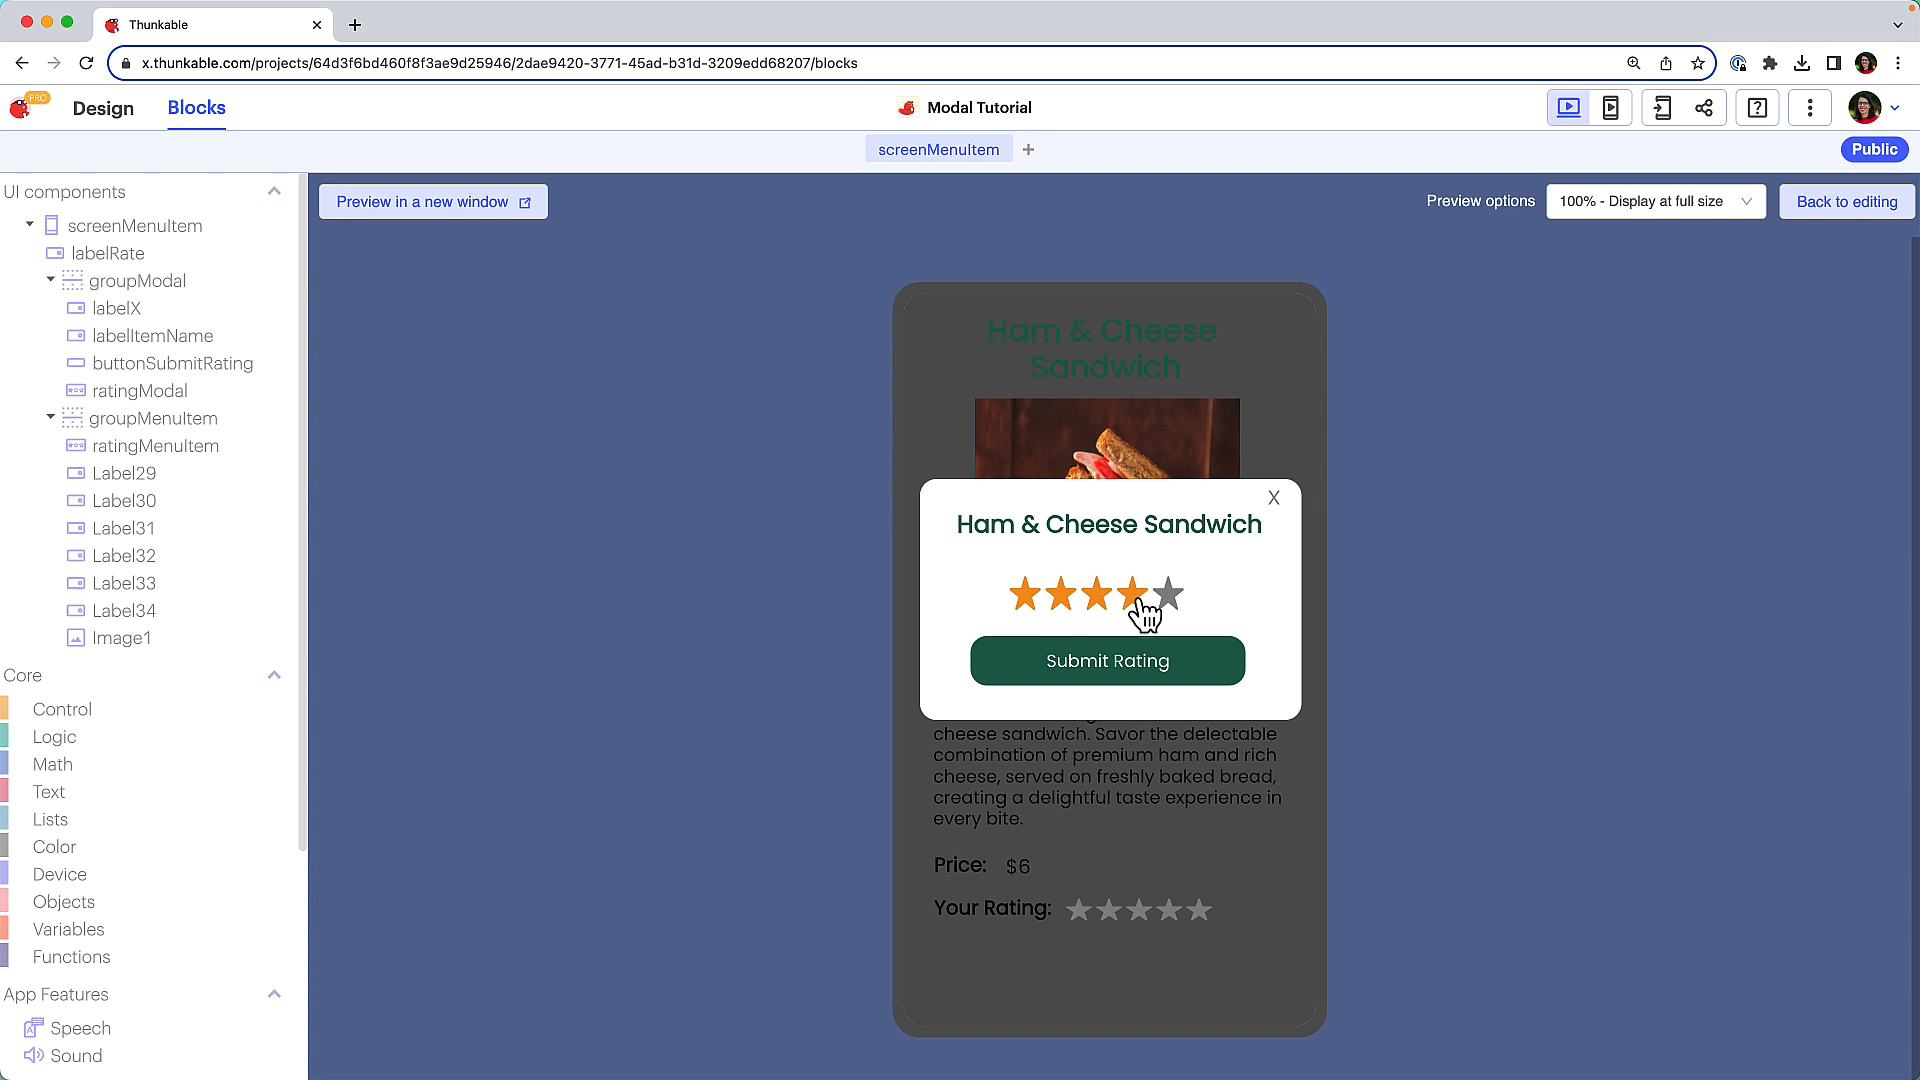 Thunkable
x.thunkable.com/projects/64d3f6bd460f8f3ae9d25946/2dae9420-3771-45ad-b31d-3209edd68207/blocks
PRO
Design
Blocks
Modal Tutorial
screenMenuItem
Public
UI components
screenMenuItem
labelRate
groupModal
labelX
labelItemName
buttonSubmitRating
ratingModal
groupMenuItem
ratingMenuItem
Label29
Label30
Label31
Label32
Label33
Label34
Image1
Core
Control
Logic
Math
Text
Lists
Color
Device
Objects
Variables
Functions
App Features
Speech
Sound
Preview in a new window
Preview options
100% - Display at full size
Back to editing
Ham & Cheese
Sandwich
X
Ham & Cheese Sandwich
Submit Rating
cheese sandwich. Savor the delectable
combination of premium ham and rich
cheese, served on freshly baked bread,
creating a delightful taste experience in
every bite.
Price: $6
Your Rating: